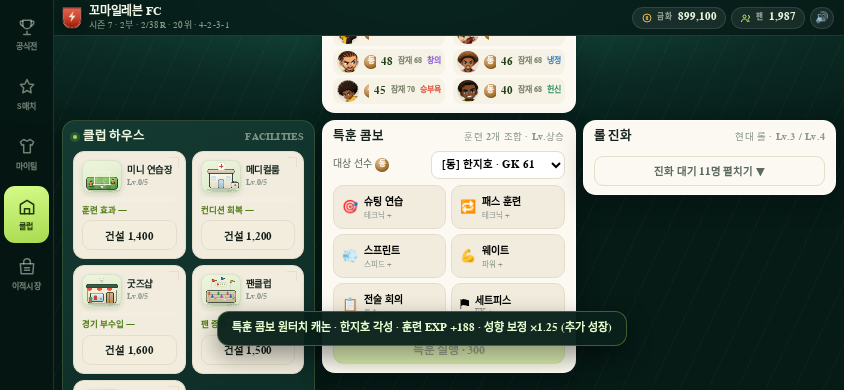 꼬마일레븐 FC
시즌 7 · 2부 · 2/38 R · 20위 · 4-2-3-1
금화 899,100
팬 1,987
공식전
S매치
마이팀
클럽
이적시장
동 48 잠재 68 창의
동 46 잠재 68 냉정
45 잠재 70 승부욕
동 40 잠재 68 헌신
클럽 하우스
FACILITIES
미니 연습장
Lv.0/5
훈련 효과 —
건설 1,400
메디컬룸
Lv.0/5
컨디션 회복 —
건설 1,200
굿즈샵
Lv.0/5
경기 부수입 —
건설 1,600
팬클럽
Lv.0/5
건설 1,500
특훈 콤보
훈련 2개 조합 · Lv.상승
대상 선수 동
[동] 한지호 · GK 61
슈팅 연습
테크닉 +
패스 훈련
테크닉 +
스프린트
스피드 +
웨이트
파워 +
전술 회의
세트피스
특훈 실행 · 300
특훈 콤보 원터치 캐논 · 한지호 각성 · 훈련 EXP +188 · 성향 보정 ×1.25 (추가 성장)
롤 진화
현대 롤 · Lv.3 / Lv.4
진화 대기 11명 펼치기 ▼